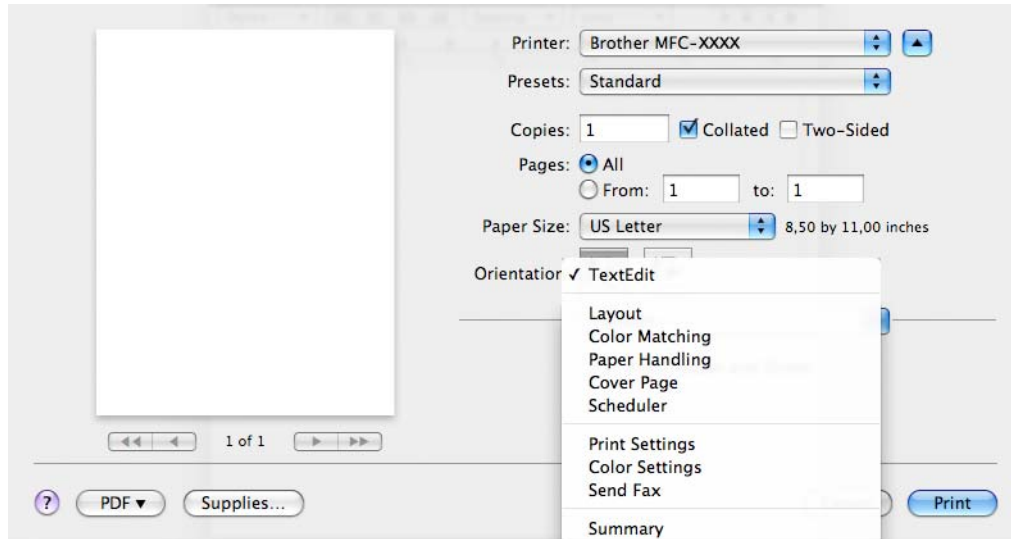 Printer: Brother MFC-XXXX
Presets: Standard
Copies: 1 Collated Two-Sided
Pages: All
From: 1 to: 1
Paper Size: US Letter 8,50 by 11,00 inches
Orientation ✓ TextEdit
Layout
Color Matching
Paper Handling
Cover Page
Scheduler
Print Settings
Color Settings
Send Fax
Summary
1 of 1
? PDF ▼ Supplies... Print